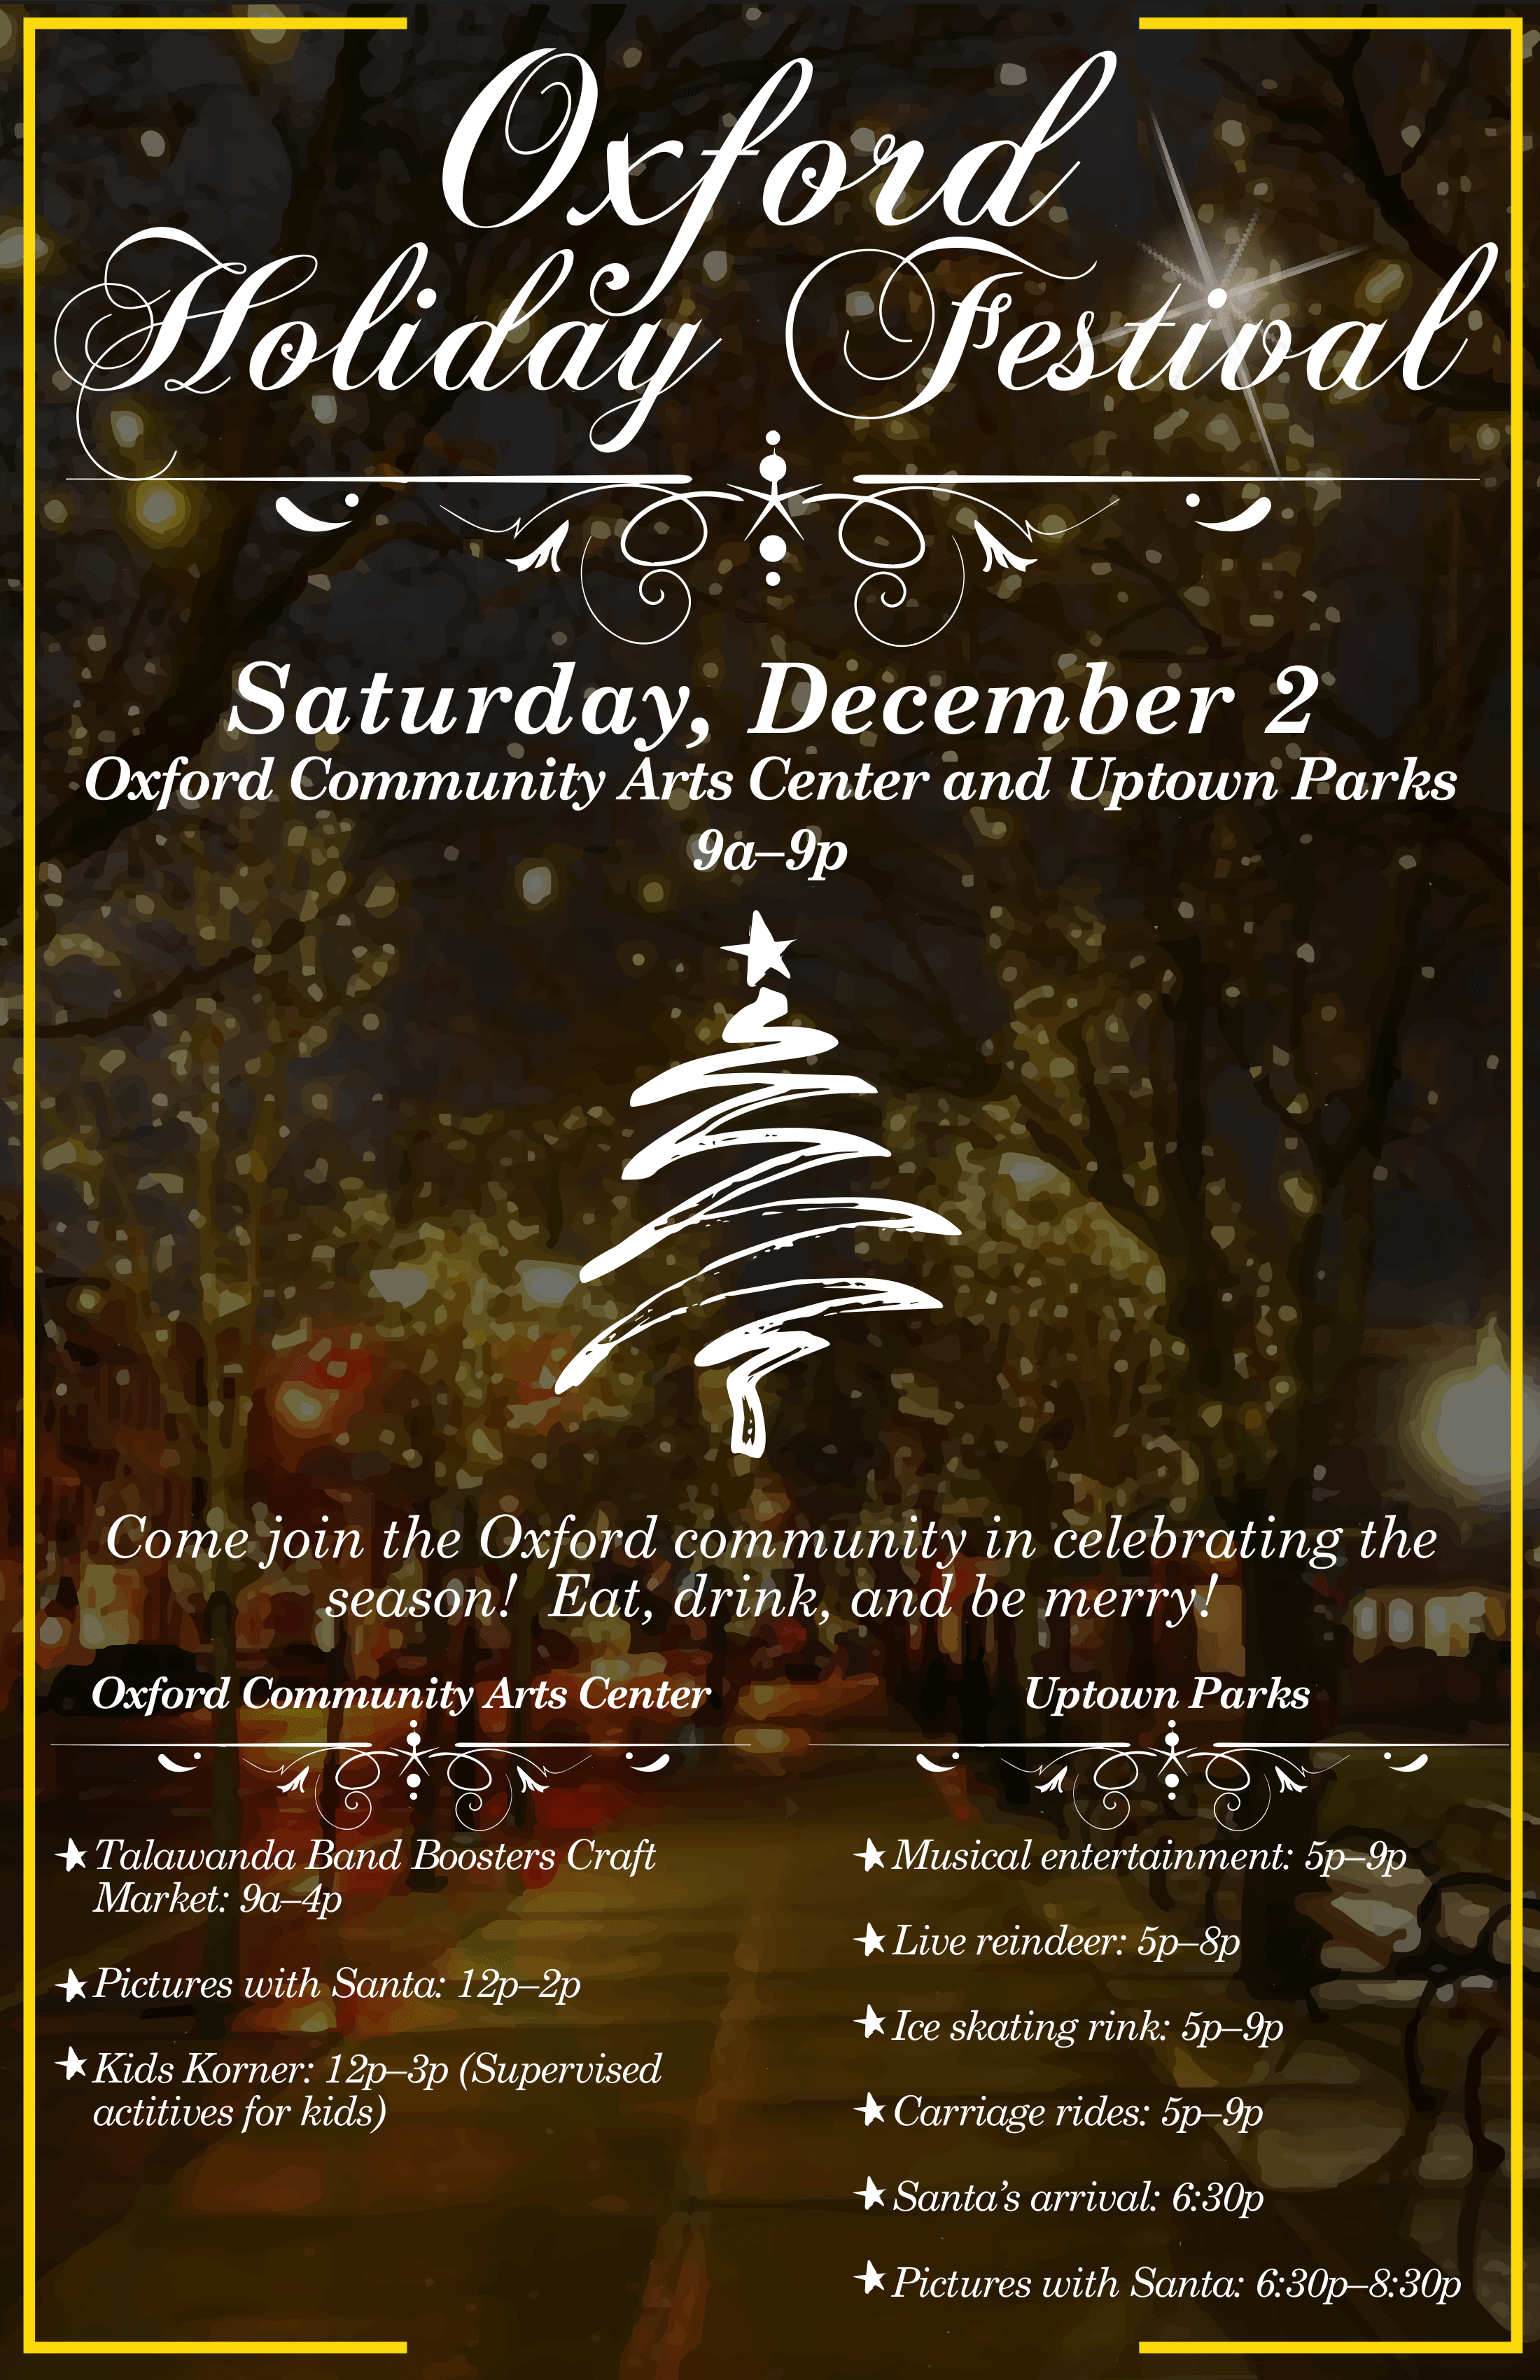 Oxford
Holiday Festival
Saturday, December 2
Oxford Community Arts Center and Uptown Parks
9a–9p
Come join the Oxford community in celebrating the
season!  Eat, drink, and be merry!
Oxford Community Arts Center
Talawanda Band Boosters Craft
Market: 9a–4p
Pictures with Santa: 12p–2p
Kids Korner: 12p–3p (Supervised
actitives for kids)
Uptown Parks
Musical entertainment: 5p–9p
Live reindeer: 5p–8p
Ice skating rink: 5p–9p
Carriage rides: 5p–9p
Santa’s arrival: 6:30p
Pictures with Santa: 6:30p–8:30p